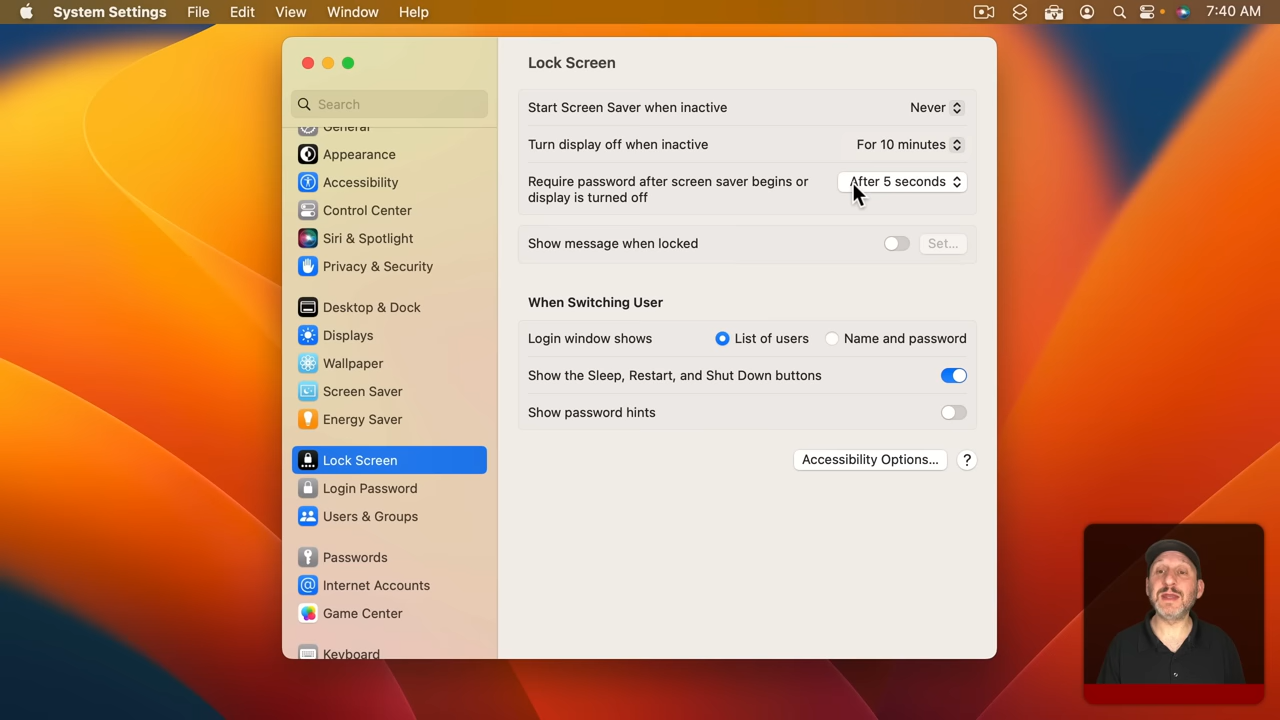 System Settings File Edit View Window Help 7:40 AM
Search
General
Appearance
Accessibility
Control Center
Siri & Spotlight
Privacy & Security
Desktop & Dock
Displays
Wallpaper
Screen Saver
Energy Saver
Lock Screen
Login Password
Users & Groups
Passwords
Internet Accounts
Game Center
Keyboard
Lock Screen
Start Screen Saver when inactive Never
Turn display off when inactive For 10 minutes
Require password after screen saver begins or After 5 seconds
display is turned off
Show message when locked Set...
When Switching User
Login window shows List of users Name and password
Show the Sleep, Restart, and Shut Down buttons
Show password hints
Accessibility Options... ?